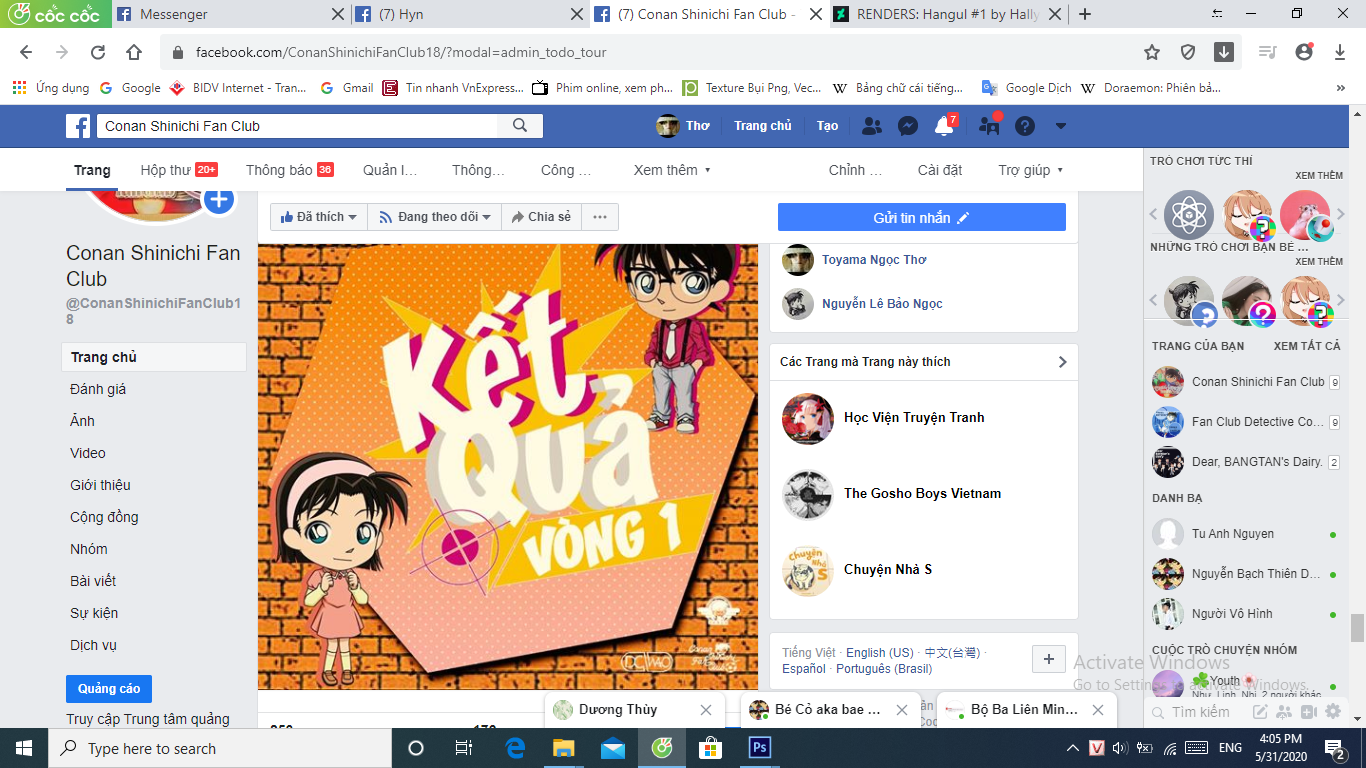 cốc cốc
Messenger
(7) Hyn
(7) Conan Shinichi Fan Club -
RENDERS: Hangul #1 by Hally
facebook.com/ConanShinichiFanClub18/?modal=admin_todo_tour
Ứng dụng
Google
BIDV Internet - Tran...
Gmail
Tin nhanh VnExpress...
Phim online, xem ph...
Texture Bụi Png, Vec...
Bảng chữ cái tiếng...
Google Dịch
Doraemon: Phiên bả...
Conan Shinichi Fan Club
Thơ
Trang chủ
Tạo
7
Trang
Hộp thư 20+
Thông báo 36
Quản l...
Thông...
Công ...
Xem thêm
Chỉnh ...
Cài đặt
Trợ giúp
Conan Shinichi Fan
Club
@ConanShinichiFanClub1
8
Trang chủ
Đánh giá
Ảnh
Video
Giới thiệu
Cộng đồng
Nhóm
Bài viết
Sự kiện
Dịch vụ
Quảng cáo
Truy cập Trung tâm quảng
Đã thích
Đang theo dõi
Chia sẻ
Gửi tin nhắn
Kết
Quả
VÒNG 1
DCWAO
Toyama Ngọc Thơ
Nguyễn Lê Bảo Ngọc
Các Trang mà Trang này thích
Học Viện Truyện Tranh
The Gosho Boys Vietnam
Chuyện Nhà S
Tiếng Việt · English (US) · 中文(台灣) ·
Español · Português (Brasil)
TRÒ CHƠI TỨC THÌ
XEM THÊM
NHỮNG TRÒ CHƠI BẠN BÈ ...
XEM THÊM
TRANG CỦA BẠN
XEM TẤT CẢ
Conan Shinichi Fan Club 9
Fan Club Detective Co... 9
Dear, BANGTAN's Dairy. 2
DANH BẠ
Tu Anh Nguyen
Nguyễn Bạch Thiên D...
Người Vô Hình
CUỘC TRÒ CHUYỆN NHÓM
Youth
Như, Linh, Nhi, 2 người khác
Activate Windows
Go to Settings to activate Windows.
Tìm kiếm
Dương Thùy
Bé Cỏ aka bae ...
Bộ Ba Liên Min...
Type here to search
Ps
ENG
4:05 PM
5/31/2020
2